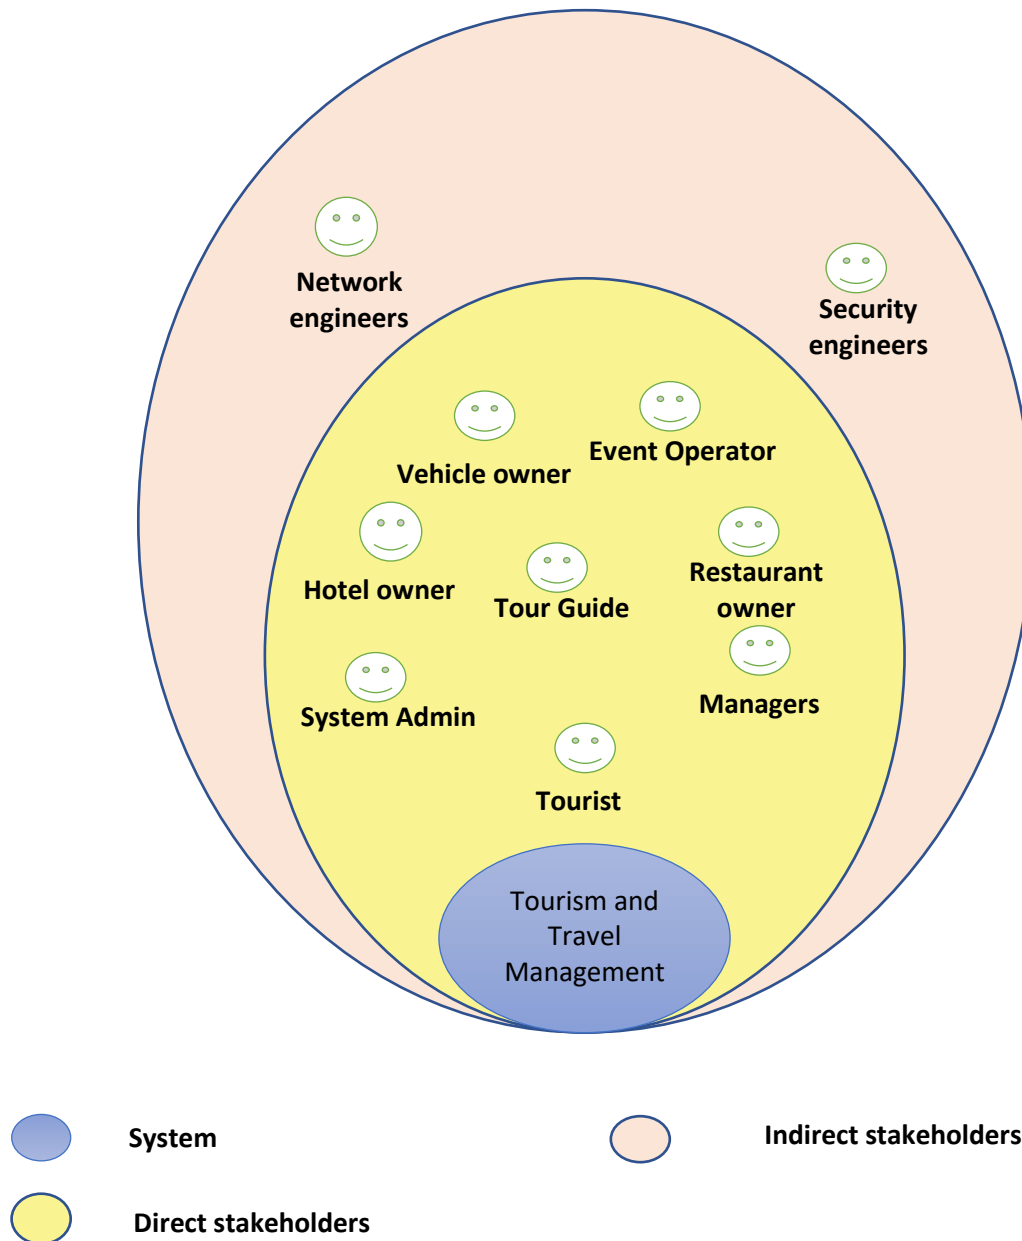 Network
engineers
Security
engineers
Vehicle owner
Event Operator
Hotel owner
Tour Guide
Restaurant
owner
System Admin
Managers
Tourist
Tourism and
Travel
Management
System
Indirect stakeholders
Direct stakeholders